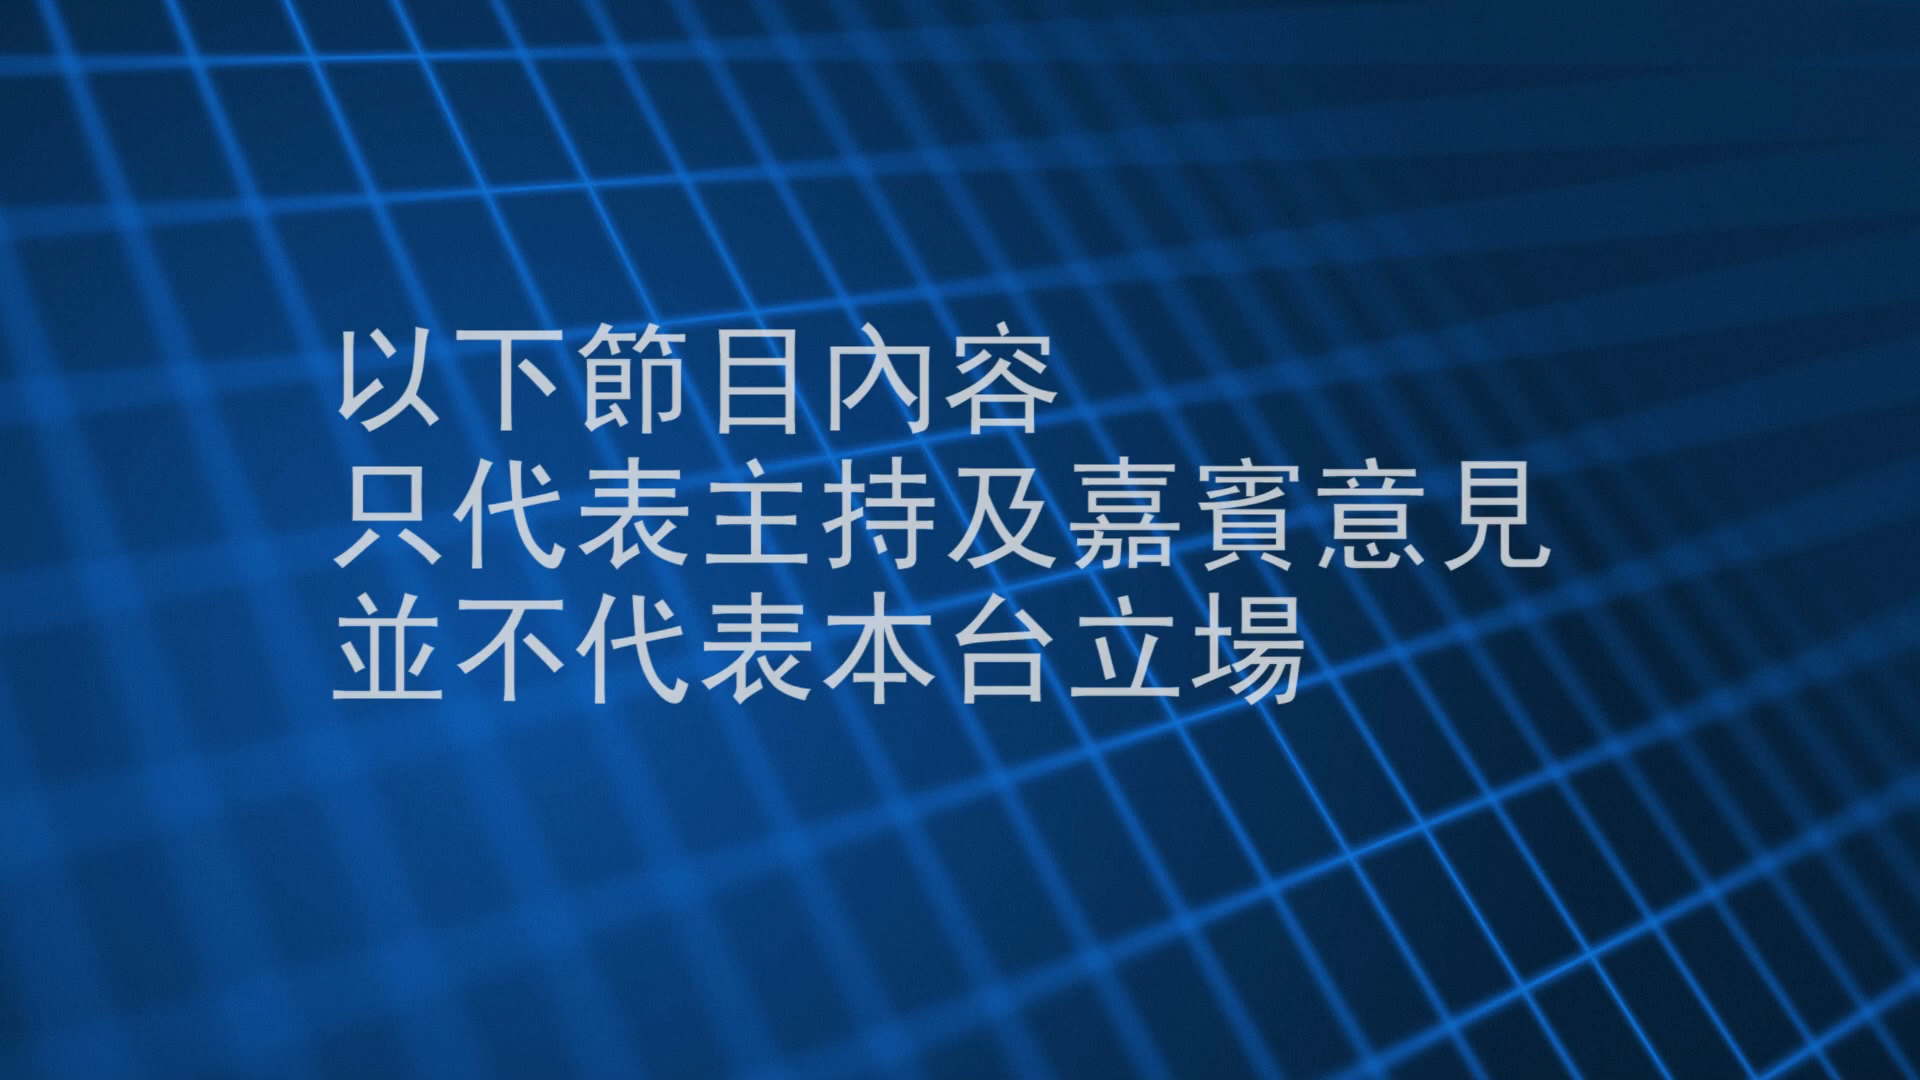 以下節目內容
只代表主持及嘉賓意見
並不代表本台立場